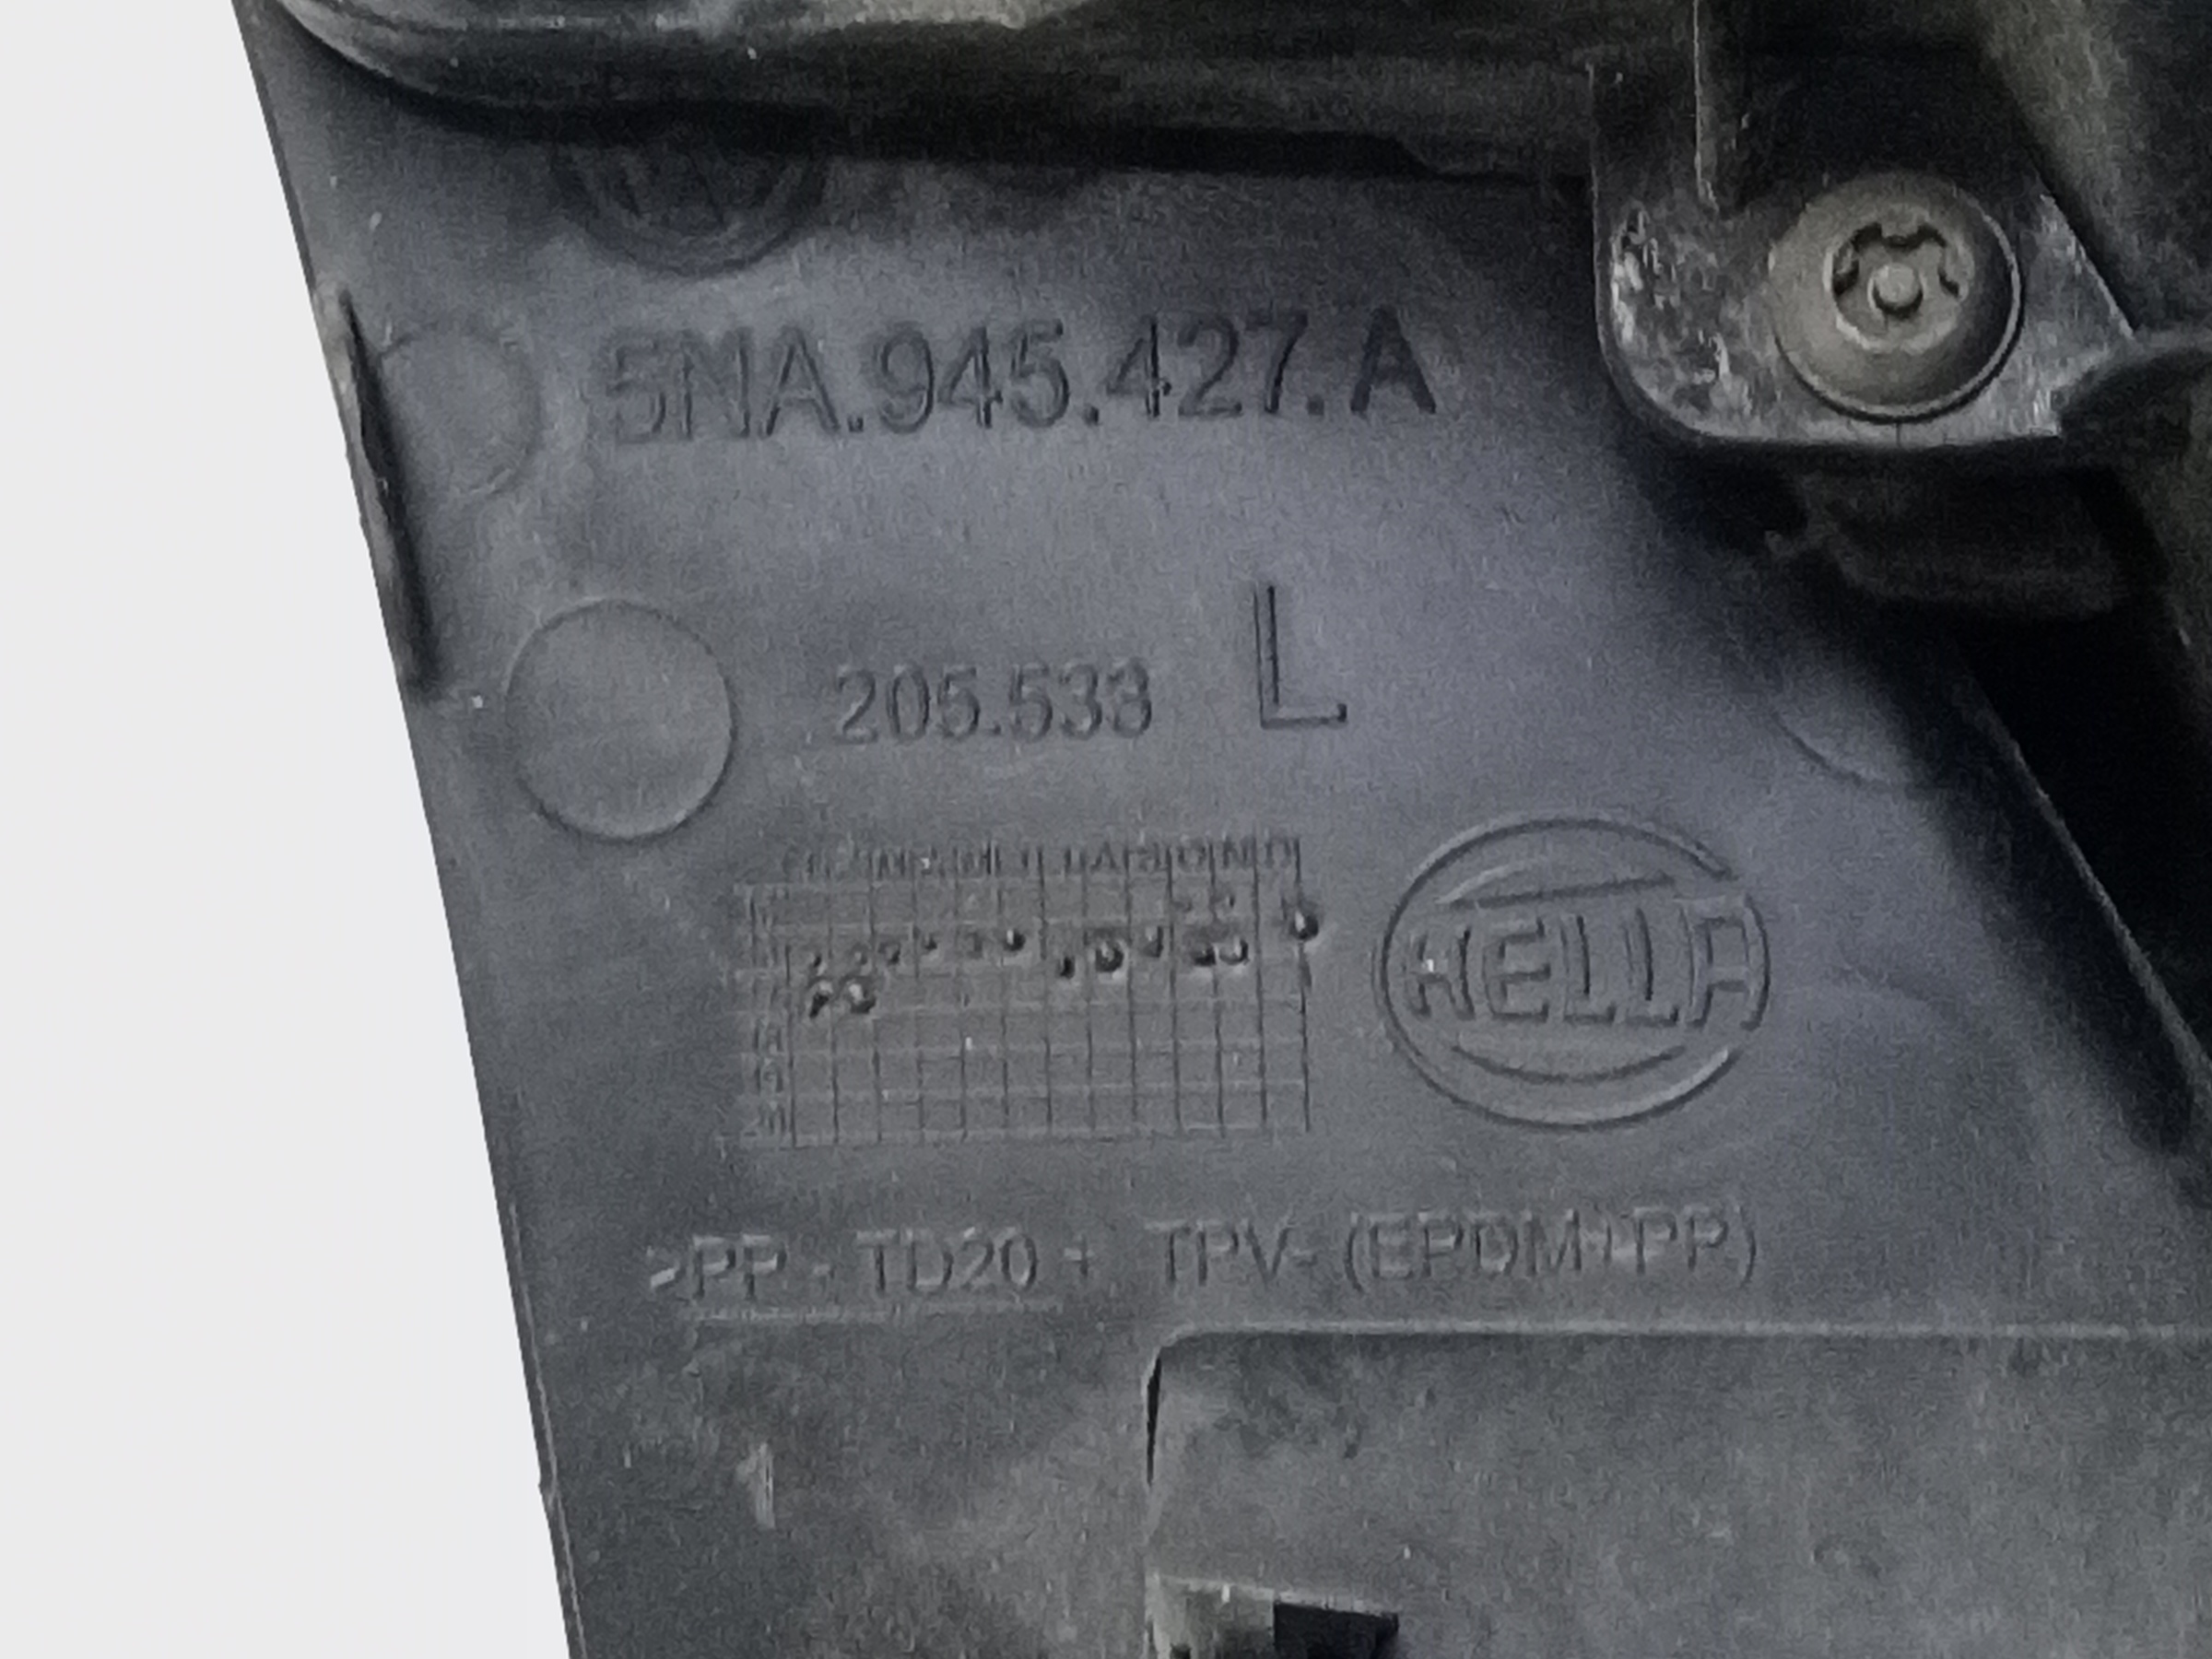 5NA.945.427.A
205.533 L
HELLA
>PP - TD20 + TPV- (EPDM+PP)